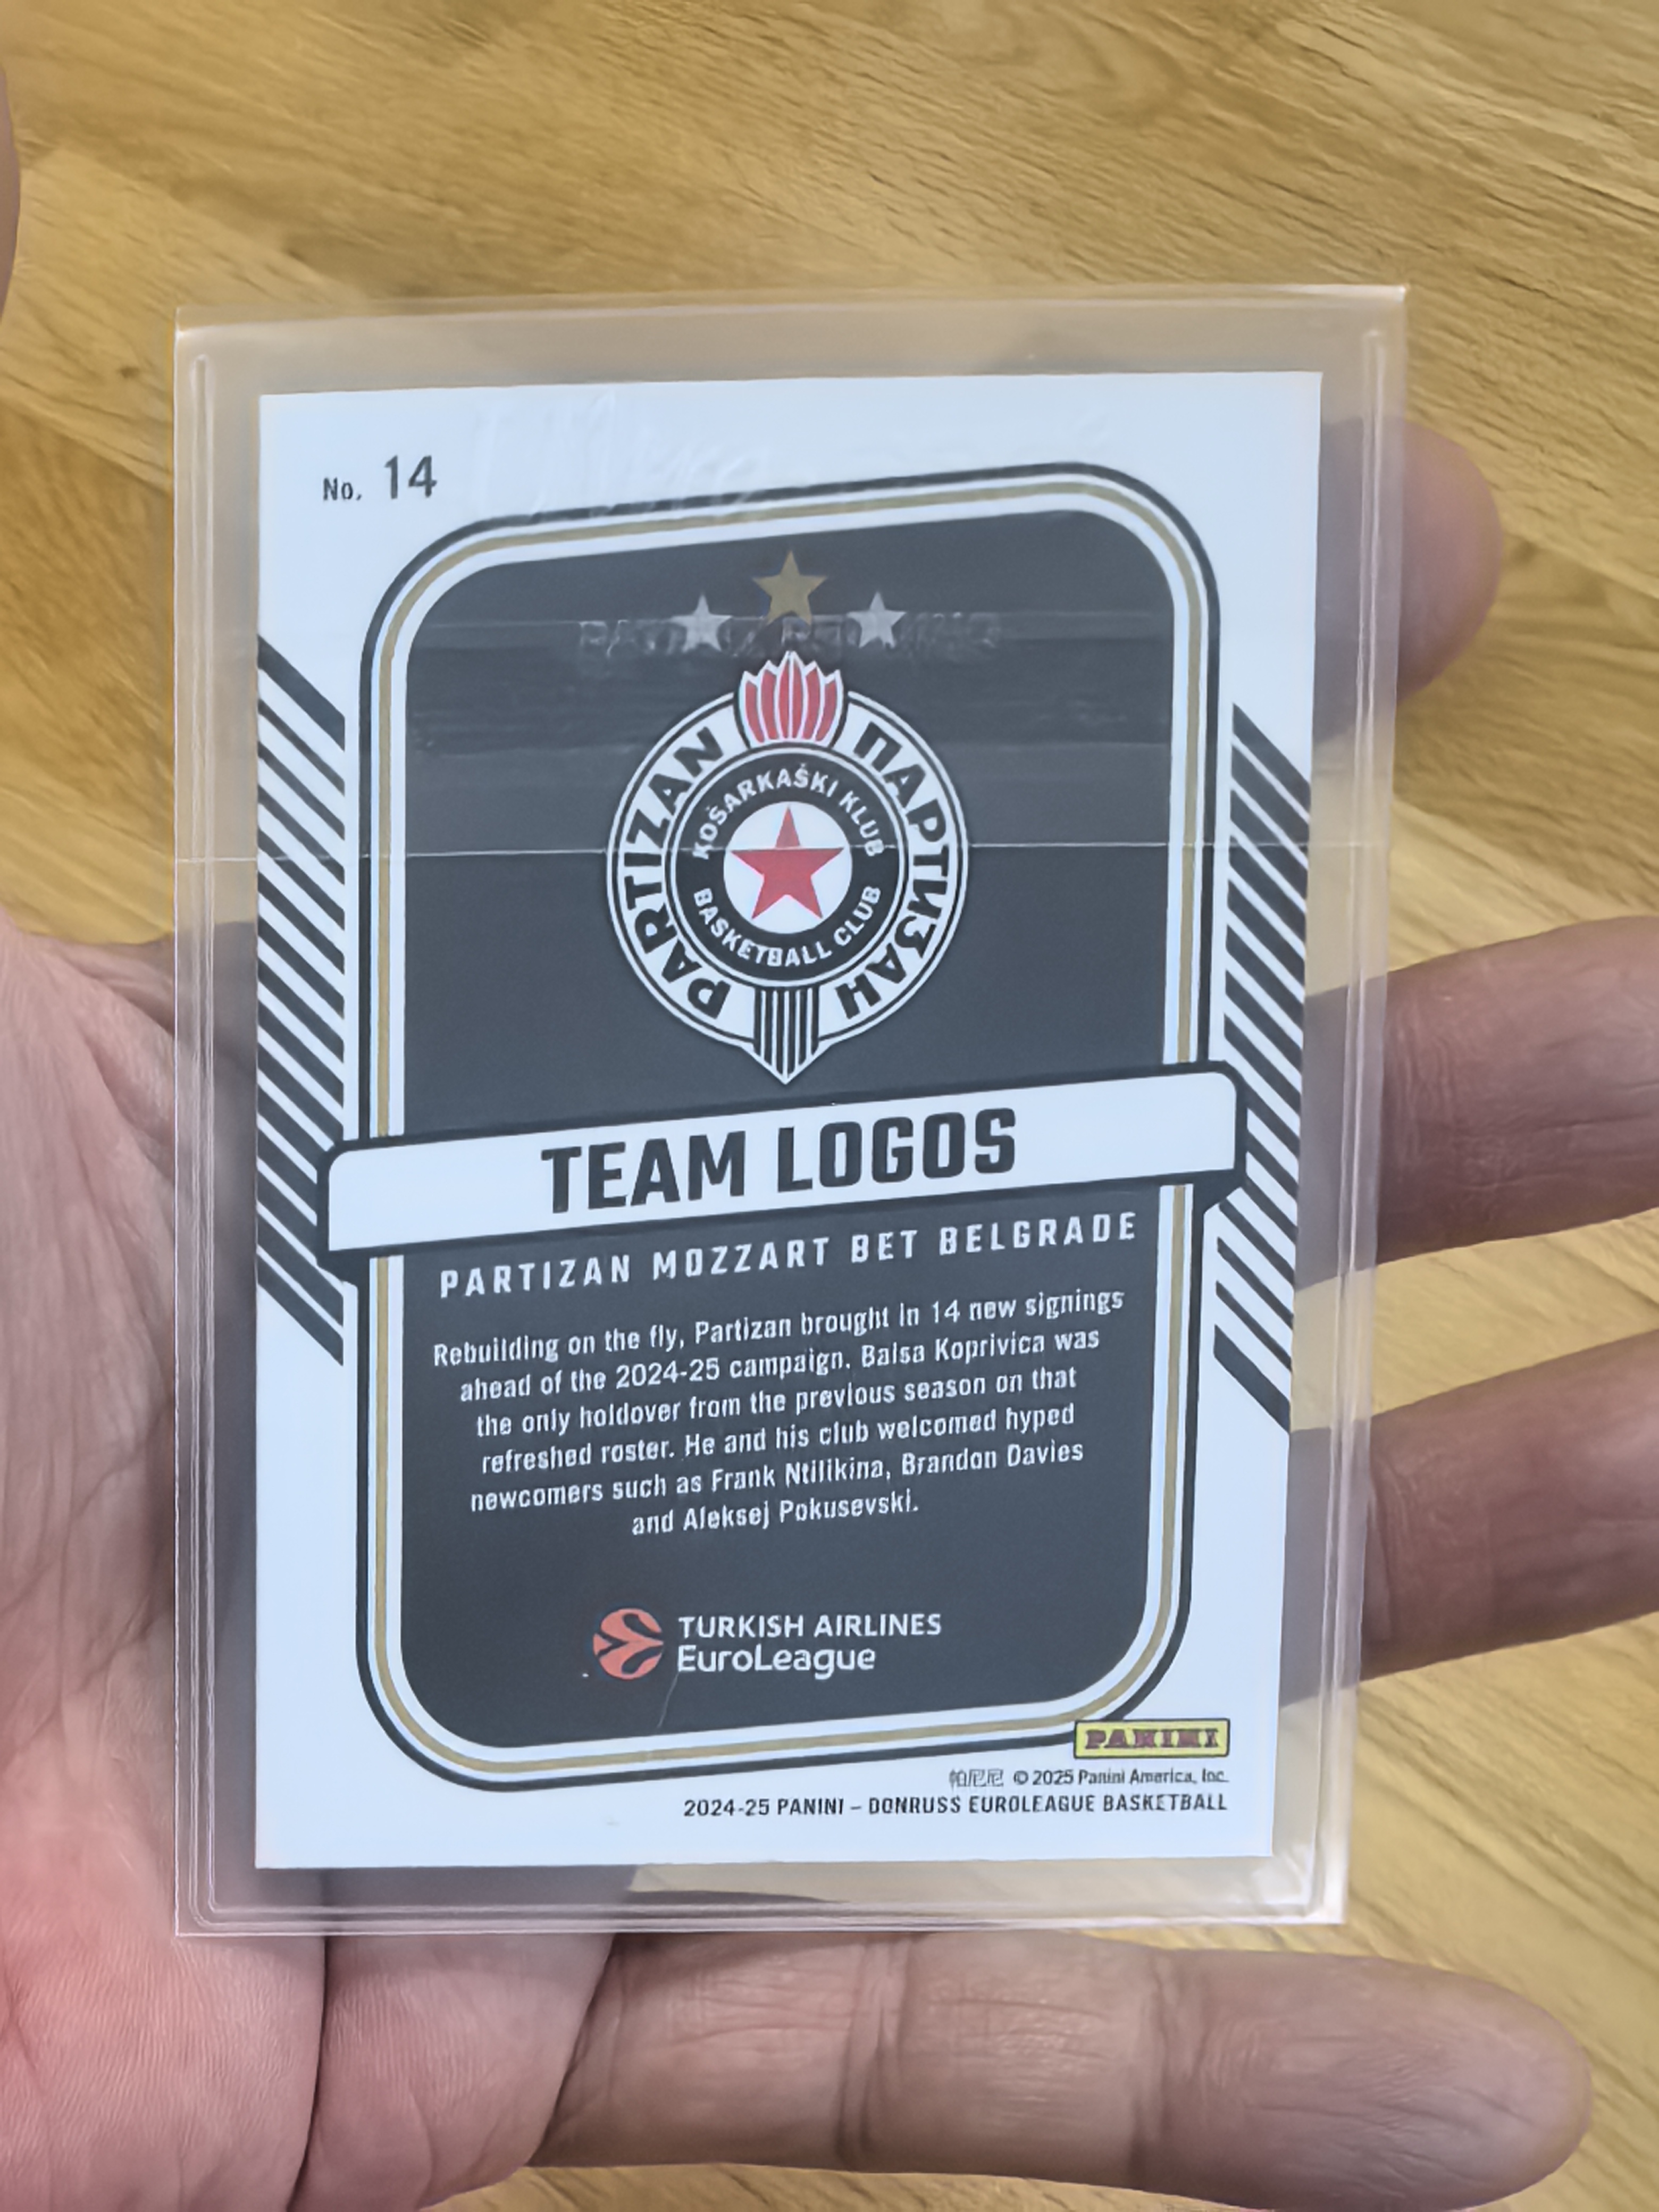 No. 14
PARTIZAN ПАРТИЗАН
KOŠARKAŠKI KLUB
BASKETBALL CLUB
TEAM LOGOS
PARTIZAN MOZZART BET BELGRADE
Rebuilding on the fly, Partizan brought in 14 new signings
ahead of the 2024-25 campaign. Balsa Koprivica was
the only holdover from the previous season on that
refreshed roster. He and his club welcomed hyped
newcomers such as Frank Ntilikina, Brandon Davies
and Aleksej Pokusevski.
TURKISH AIRLINES
EuroLeague
PANINI
帕尼尼 © 2025 Panini America, Inc.
2024-25 PANINI – DONRUSS EUROLEAGUE BASKETBALL